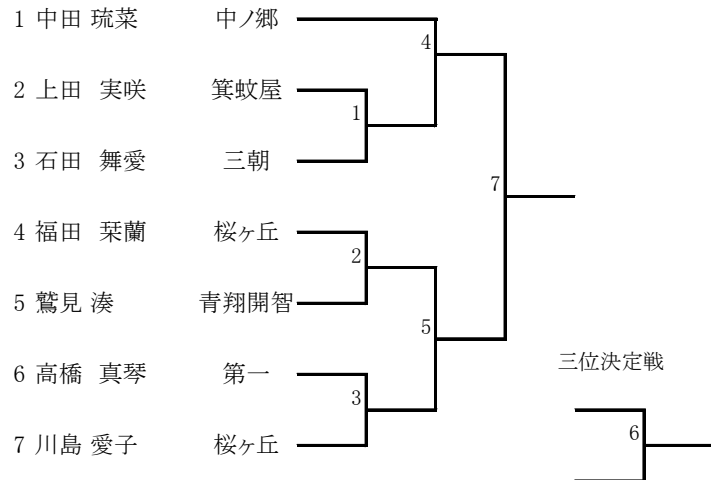 1 中田 琉菜 中ノ郷
4
2 上田 実咲 箕蚊屋
1
3 石田 舞愛 三朝
7
4 福田 栞蘭 桜ヶ丘
2
5 鷲見 湊 青翔開智
5
三位決定戦
6 高橋 真琴 第一
3
6
7 川島 愛子 桜ヶ丘